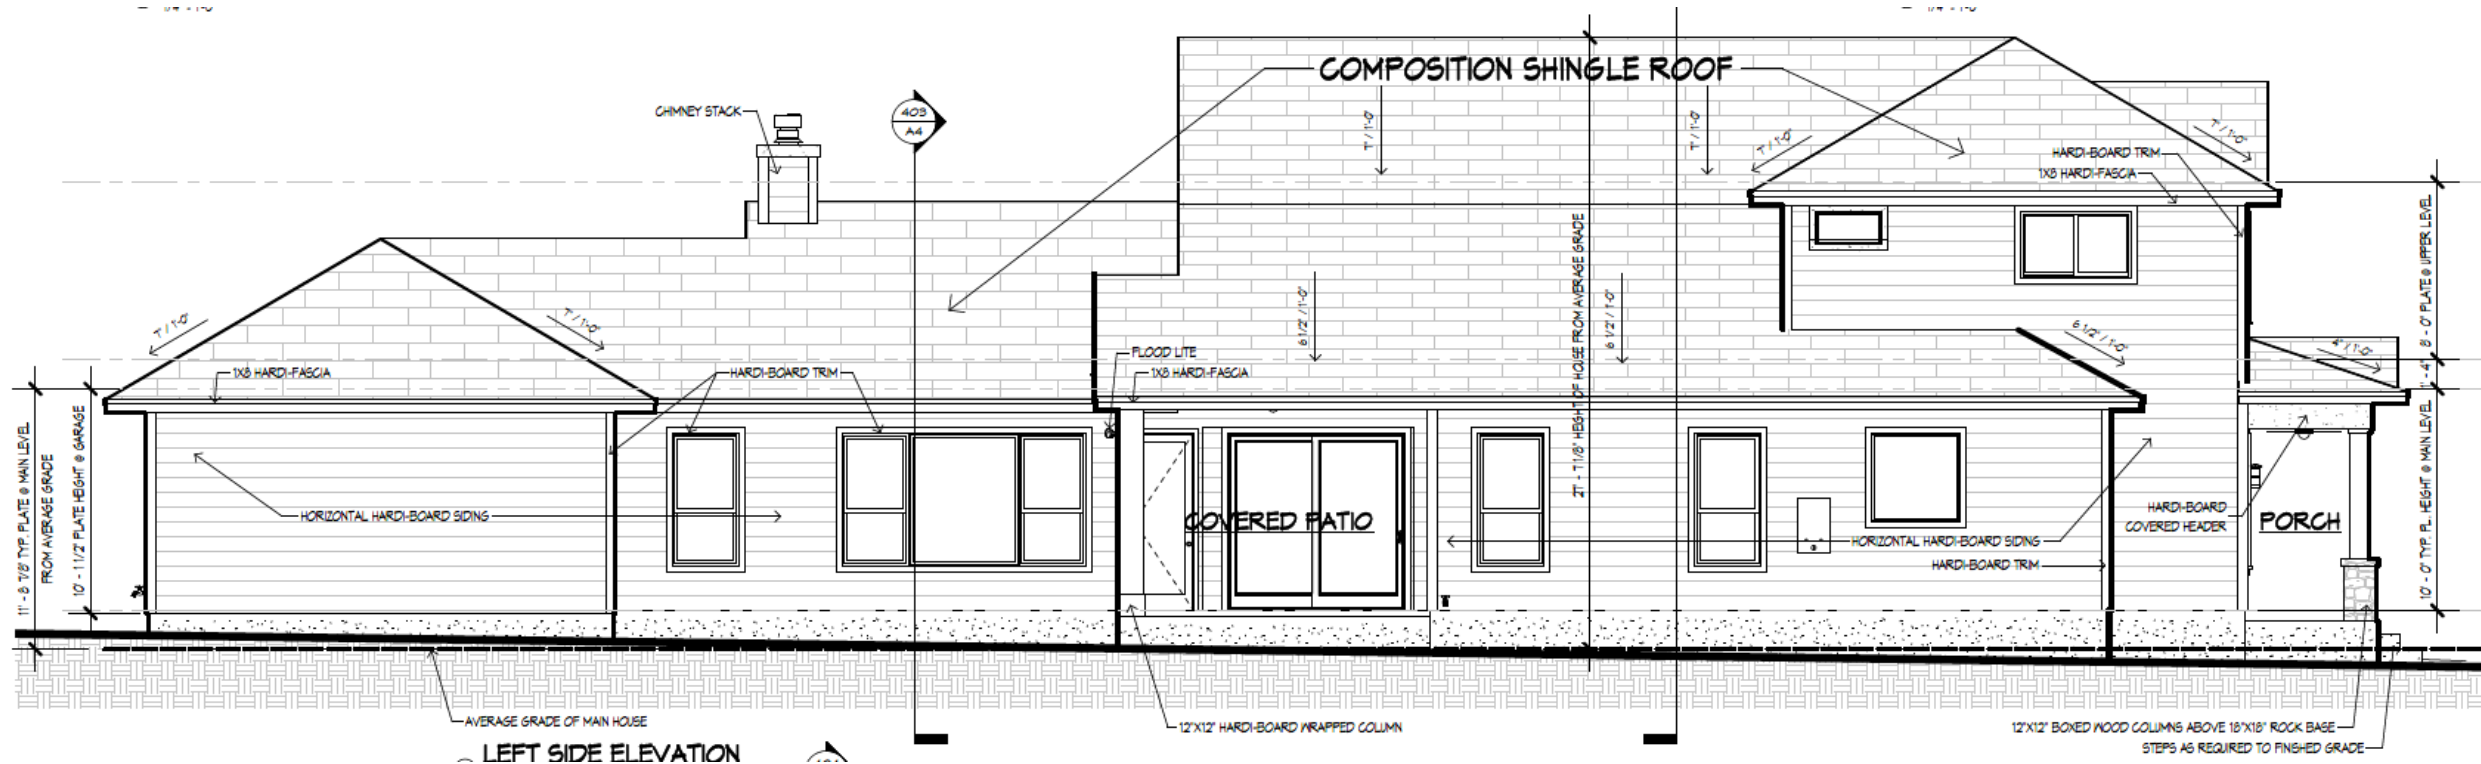 COMPOSITION SHINGLE ROOF
CHIMNEY STACK
403
A4
7" / 1'-0"
7" / 1'-0"
7" / 1'-0"
7" / 1'-0"
HARDI-BOARD TRIM
1X8 HARDI-FASCIA
7" / 1'-0"
7" / 1'-0"
6 1/2" / 1'-0"
6 1/2" / 1'-0"
6 1/2" / 1'-0"
4" / 1'-0"
27' - 7 1/8" HEIGHT OF HOUSE FROM AVERAGE GRADE
8' - 0" PLATE @ UPPER LEVEL
1' - 4"
10' - 0" TYP. PL. HEIGHT @ MAIN LEVEL
FLOOD LITE
1X8 HARDI-FASCIA
1X8 HARDI-FASCIA
HARDI-BOARD TRIM
11' - 8 7/8" TYP. PLATE @ MAIN LEVEL
FROM AVERAGE GRADE
10' - 1 1/2" PLATE HEIGHT @ GARAGE
HORIZONTAL HARDI-BOARD SIDING
COVERED PATIO
HARDI-BOARD
COVERED HEADER
PORCH
HORIZONTAL HARDI-BOARD SIDING
HARDI-BOARD TRIM
AVERAGE GRADE OF MAIN HOUSE
12"X12" HARDI-BOARD WRAPPED COLUMN
12"X12" BOXED WOOD COLUMNS ABOVE 18"X18" ROCK BASE
STEPS AS REQUIRED TO FINISHED GRADE
LEFT SIDE ELEVATION